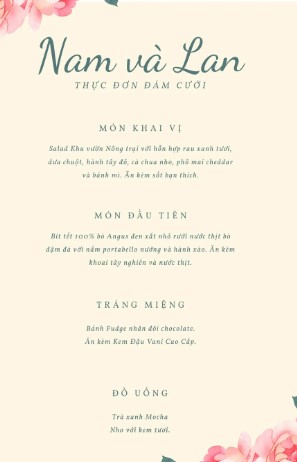 Nam và Lan
THỰC ĐƠN ĐÁM CƯỚI
MÓN KHAI VỊ
Salad Khu vườn Nông trại với hỗn hợp rau xanh tươi,
dưa chuột, hành tây đỏ, cà chua nho, phô mai cheddar
và bánh mì. Ăn kèm sốt bạn thích.
MÓN ĐẦU TIÊN
Bít tết 100% bò Angus đen xắt nhỏ rưới nước thịt bò
đậm đà với nấm portabello nướng và hành xào. Ăn kèm
khoai tây nghiền và nước thịt.
TRÁNG MIỆNG
Bánh Fudge nhân đôi chocolate.
Ăn kèm Kem Đậu Vani Cao Cấp.
ĐỒ UỐNG
Trà xanh Mocha
Nho với kem tươi.